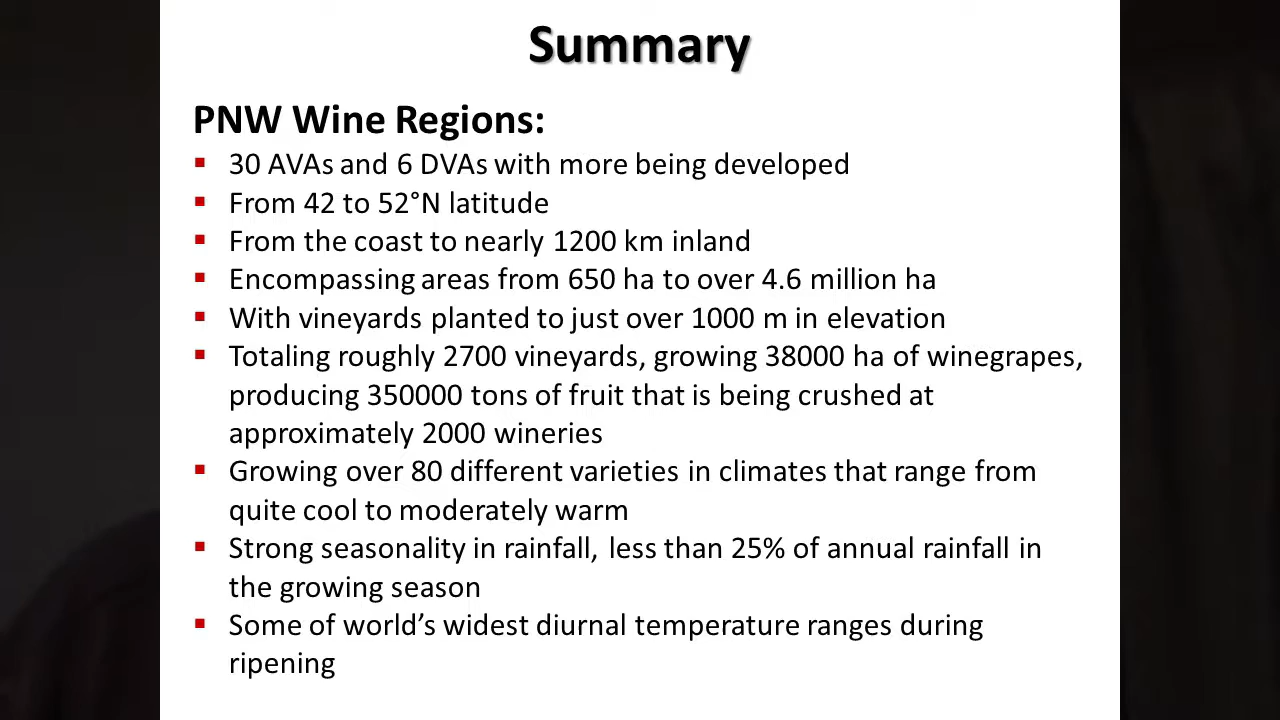 Summary
PNW Wine Regions:
▪ 30 AVAs and 6 DVAs with more being developed
▪ From 42 to 52°N latitude
▪ From the coast to nearly 1200 km inland
▪ Encompassing areas from 650 ha to over 4.6 million ha
▪ With vineyards planted to just over 1000 m in elevation
▪ Totaling roughly 2700 vineyards, growing 38000 ha of winegrapes,
producing 350000 tons of fruit that is being crushed at
approximately 2000 wineries
▪ Growing over 80 different varieties in climates that range from
quite cool to moderately warm
▪ Strong seasonality in rainfall, less than 25% of annual rainfall in
the growing season
▪ Some of world’s widest diurnal temperature ranges during
ripening